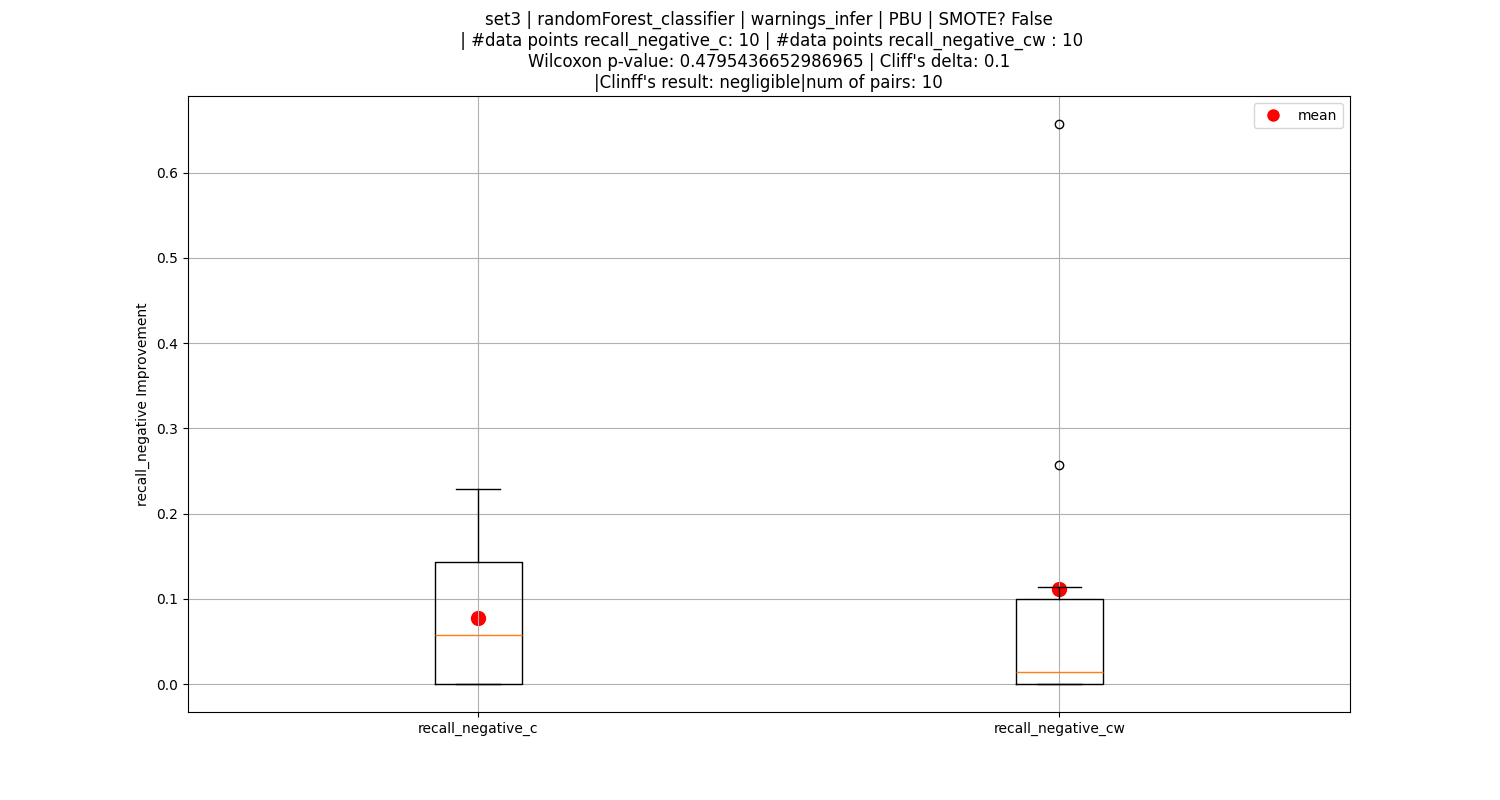 set3 | randomForest_classifier | warnings_infer | PBU | SMOTE? False
| #data points recall_negative_c: 10 | #data points recall_negative_cw : 10
Wilcoxon p-value: 0.4795436652986965 | Cliff's delta: 0.1
|Clinff's result: negligible|num of pairs: 10
mean
0.6
0.5
0.4
0.3
0.2
0.1
0.0
recall_negative Improvement
recall_negative_c
recall_negative_cw